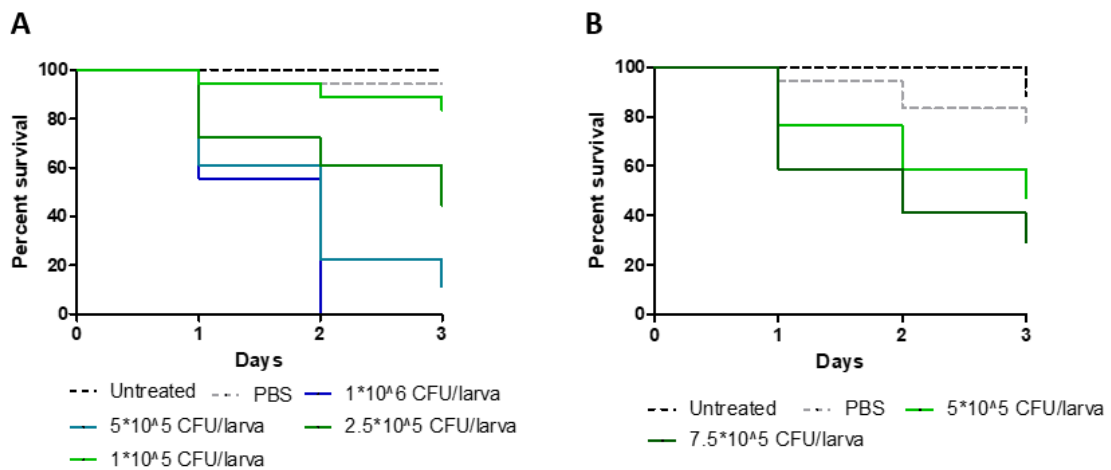 A
B
Percent survival
100
80
60
40
20
0
0 1 2 3
Days
Untreated PBS 1*10^6 CFU/larva
5*10^5 CFU/larva 2.5*10^5 CFU/larva
1*10^5 CFU/larva
Percent survival
100
80
60
40
20
0
0 1 2 3
Days
Untreated PBS 5*10^5 CFU/larva
7.5*10^5 CFU/larva